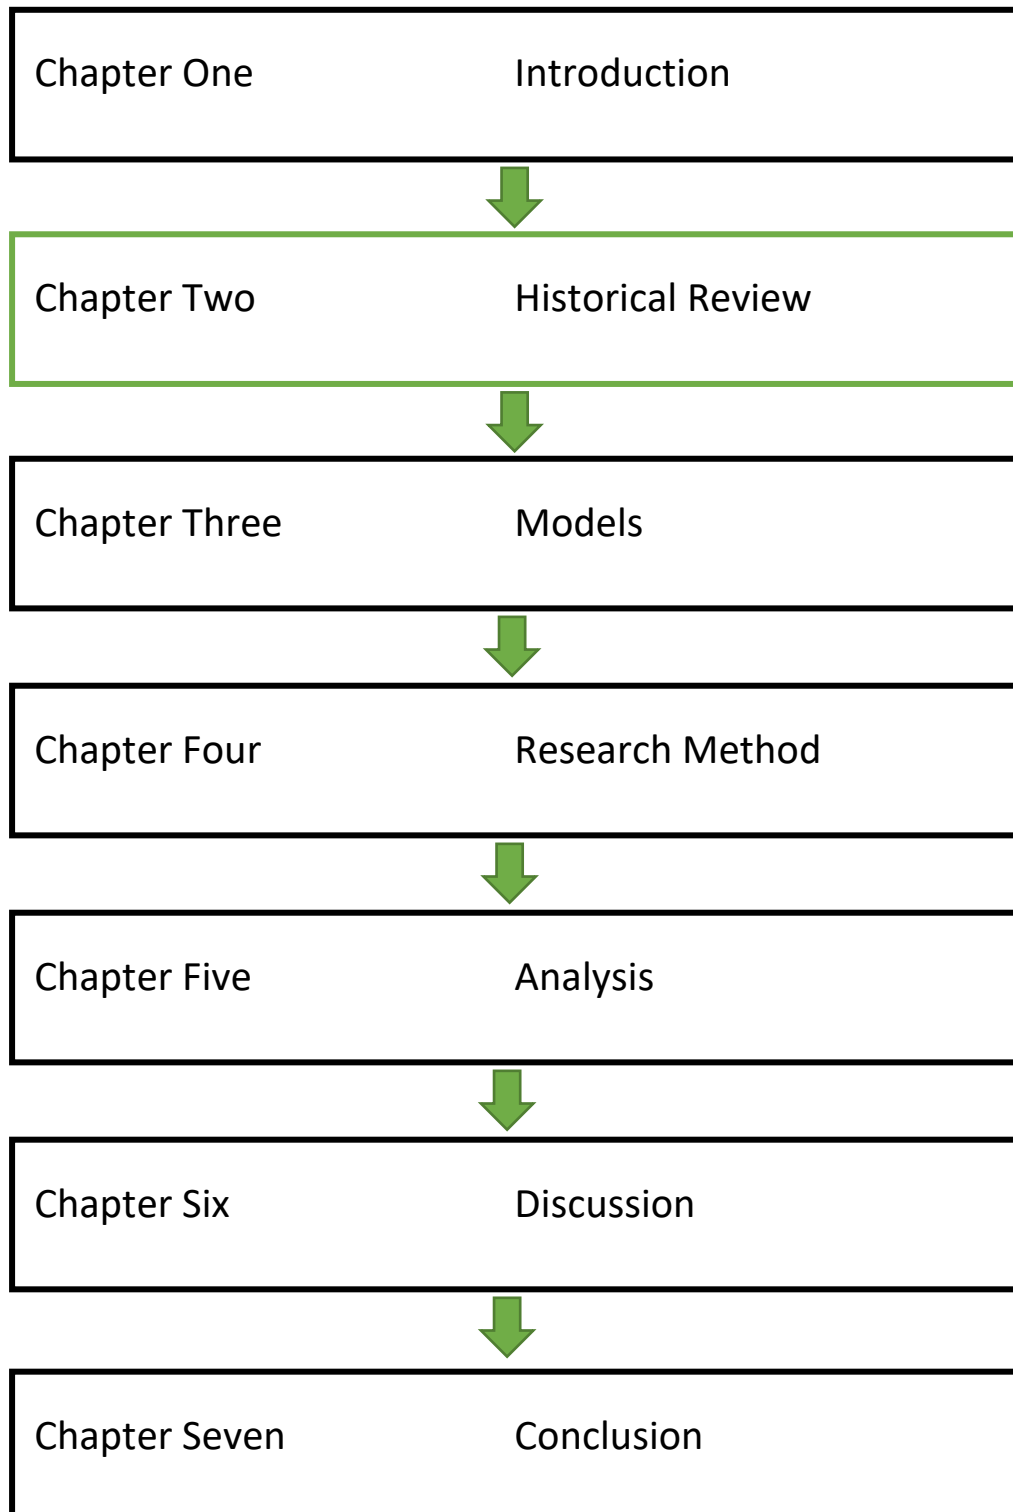 Chapter One Introduction
Chapter Two Historical Review
Chapter Three Models
Chapter Four Research Method
Chapter Five Analysis
Chapter Six Discussion
Chapter Seven Conclusion